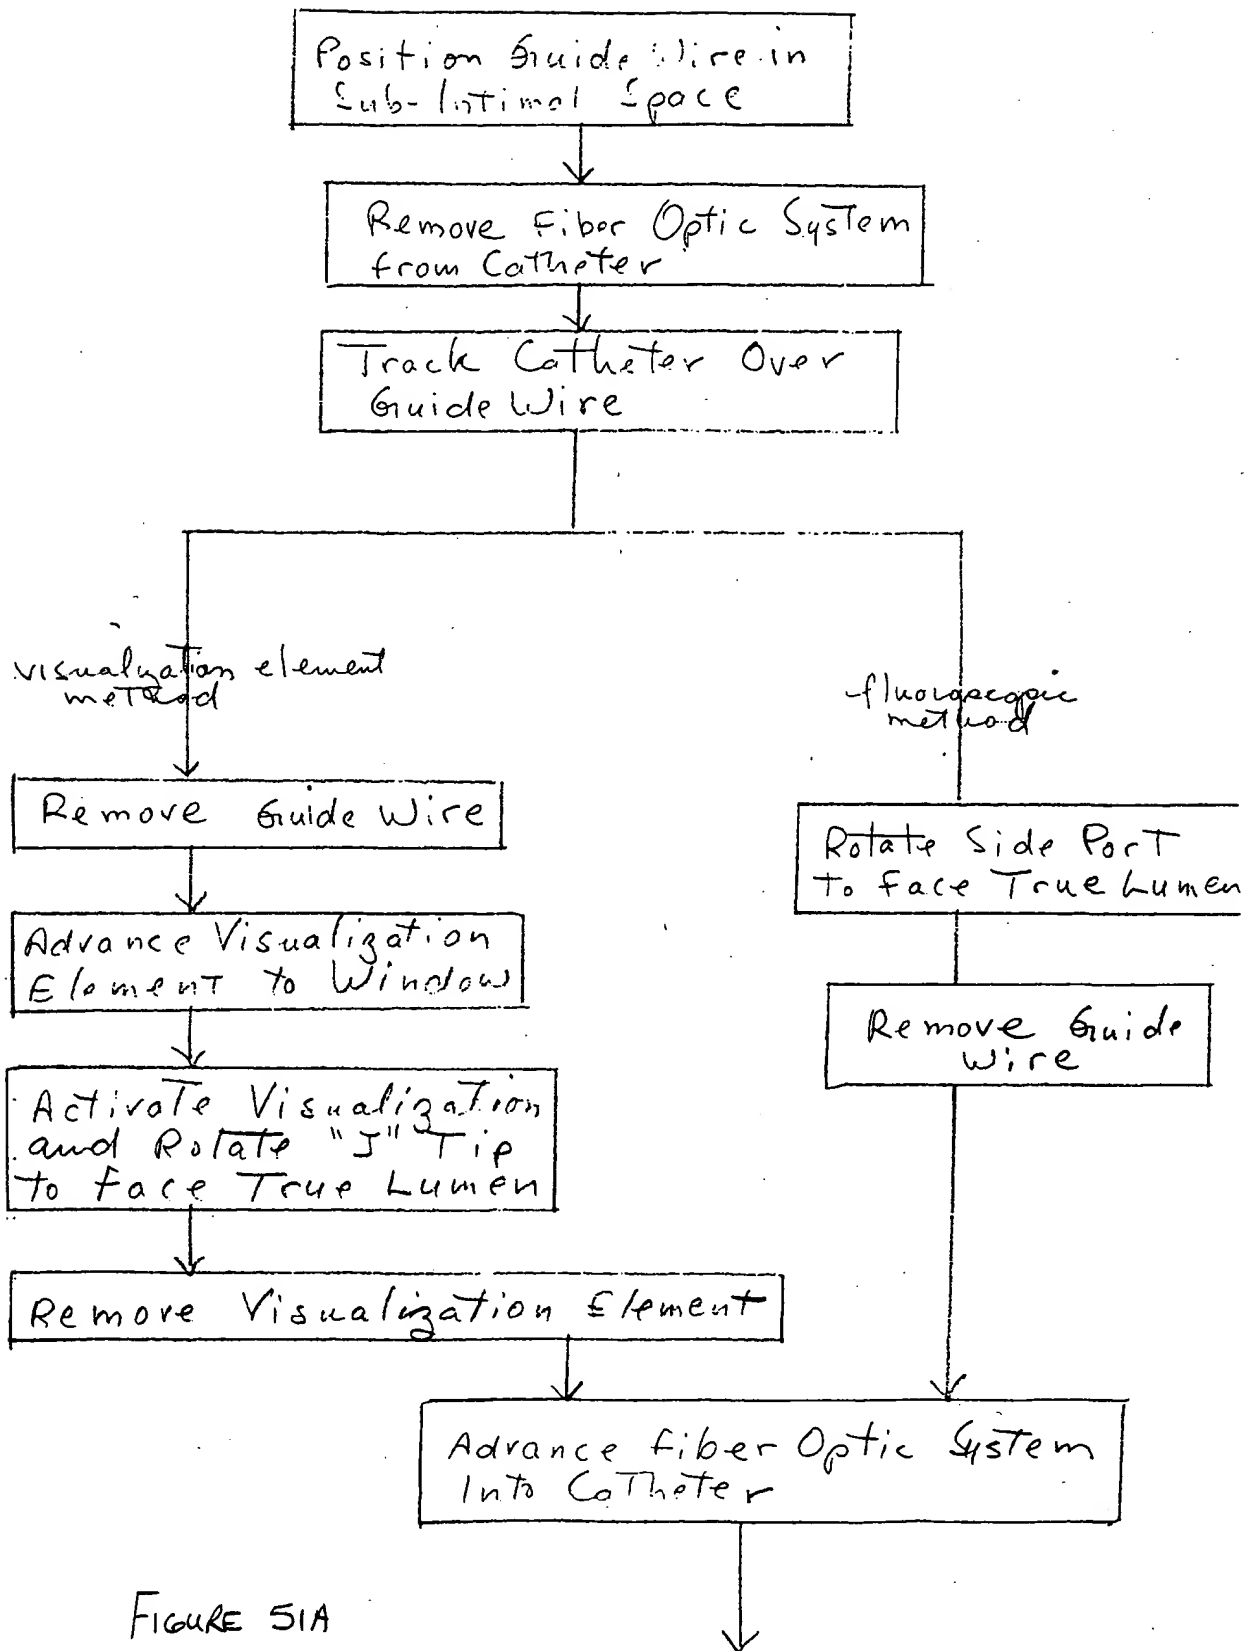 Position Guide Wire in
Sub-Intimal Space
Remove Fiber Optic System
from Catheter
Track Catheter Over
Guide Wire
visualization element
method
fluoroscopic
method
Remove Guide Wire
Advance Visualization
Element to Window
Activate Visualization
and Rotate "J" Tip
to Face True Lumen
Remove Visualization Element
Rotate Side Port
to Face True Lumen
Remove Guide
Wire
Advance Fiber Optic System
Into Catheter
FIGURE 51A